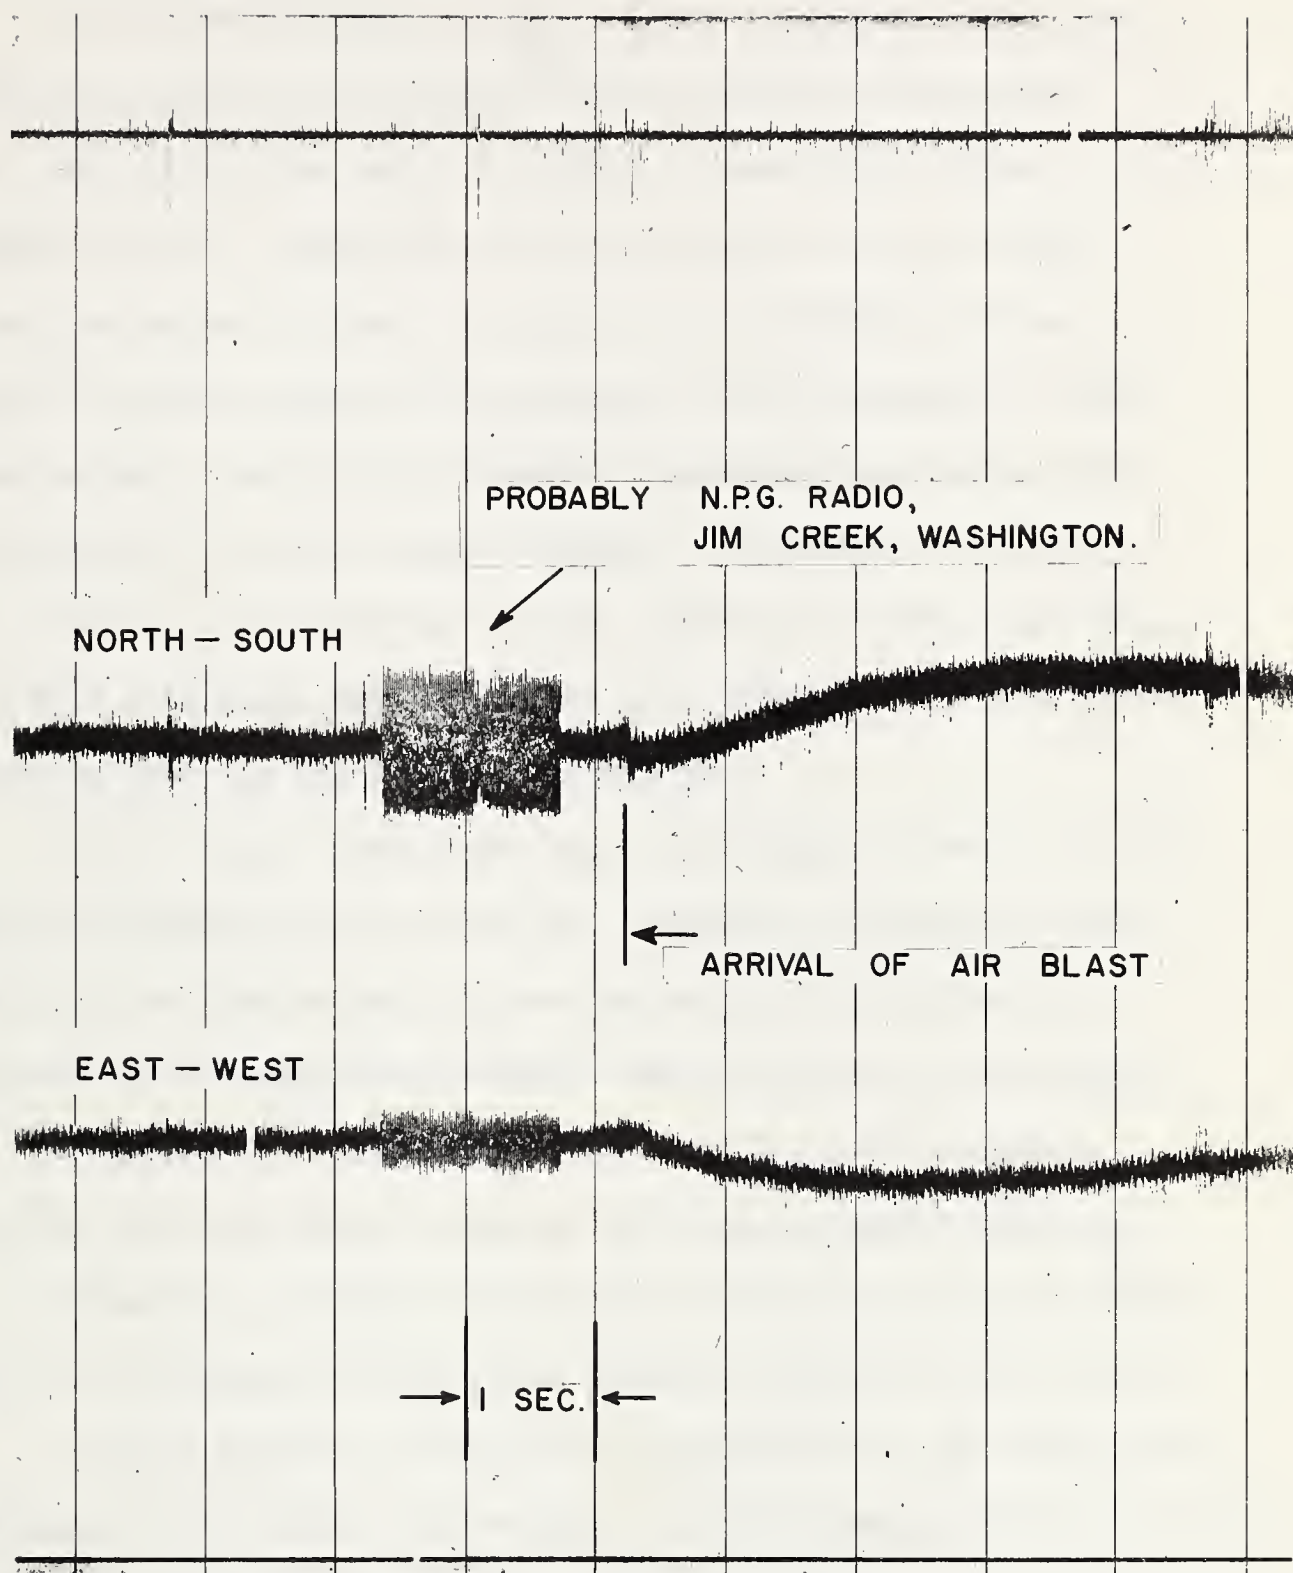 PROBABLY N.P.G. RADIO,
JIM CREEK, WASHINGTON.
NORTH — SOUTH
ARRIVAL OF AIR BLAST
EAST — WEST
1 SEC.